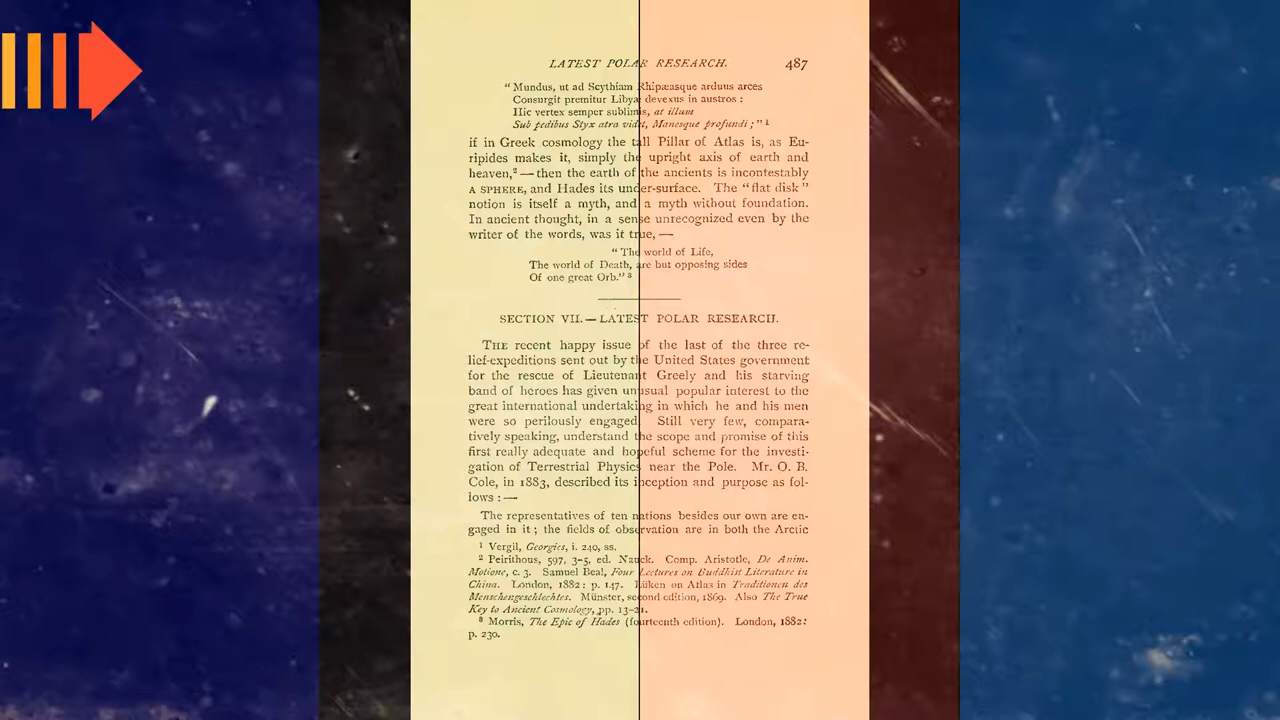 LATEST POLAR RESEARCH. 487
"Mundus, ut ad Scythiam Rhipæasque arduus arces
Consurgit premitur Libyæ devexus in austros :
Hic vertex semper sublimis, at illum
Sub pedibus Styx atra videt, Manesque profundi ;" 1
if in Greek cosmology the tall Pillar of Atlas is, as Eu-
ripides makes it, simply the upright axis of earth and
heaven,2 — then the earth of the ancients is incontestably
A SPHERE, and Hades its under-surface. The "flat disk"
notion is itself a myth, and a myth without foundation.
In ancient thought, in a sense unrecognized even by the
writer of the words, was it true, —
"The world of Life,
The world of Death, are but opposing sides
Of one great Orb." 3
SECTION VII. — LATEST POLAR RESEARCH.
THE recent happy issue of the last of the three re-
lief-expeditions sent out by the United States government
for the rescue of Lieutenant Greely and his starving
band of heroes has given unusual popular interest to the
great international undertaking in which he and his men
were so perilously engaged. Still very few, compara-
tively speaking, understand the scope and promise of this
first really adequate and hopeful scheme for the investi-
gation of Terrestrial Physics near the Pole. Mr. O. B.
Cole, in 1883, described its inception and purpose as fol-
lows : —
The representatives of ten nations besides our own are en-
gaged in it ; the fields of observation are in both the Arctic
1 Vergil, Georgics, i. 240, ss.
2 Peirithous, 597, 3-5, ed. Nauck. Comp. Aristotle, De Anim.
Motione, c. 3. Samuel Beal, Four Lectures on Buddhist Literature in
China. London, 1882 : p. 147. Lüken on Atlas in Traditionen des
Menschengeschlechtes. Münster, second edition, 1869. Also The True
Key to Ancient Cosmology, pp. 13-21.
3 Morris, The Epic of Hades (fourteenth edition). London, 1882 :
p. 230.